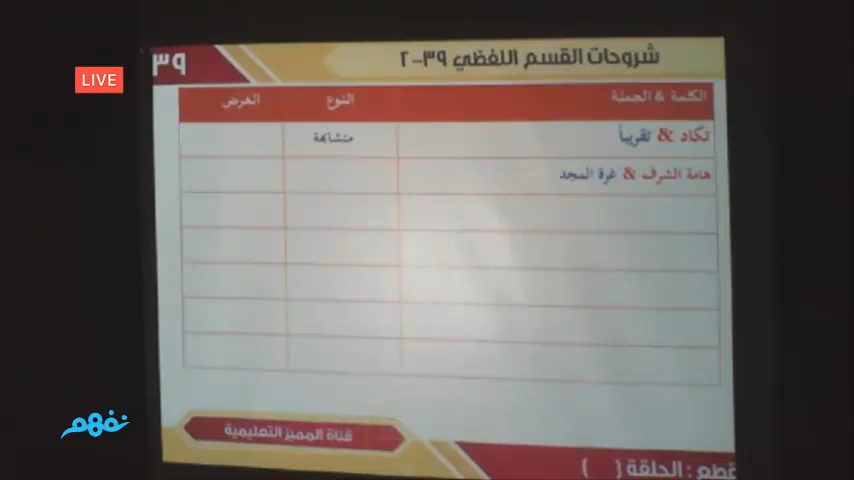 LIVE
٣٩
شروحات القسم اللفظي ٣٩-٢
الكلمة & الجملة
النوع
الغرض
تكاد & تقريباً
متشابهة
هامة الشرف & غرة المجد
نفهم
قناة المميز التعليمية
قطع : الحلقة ( )